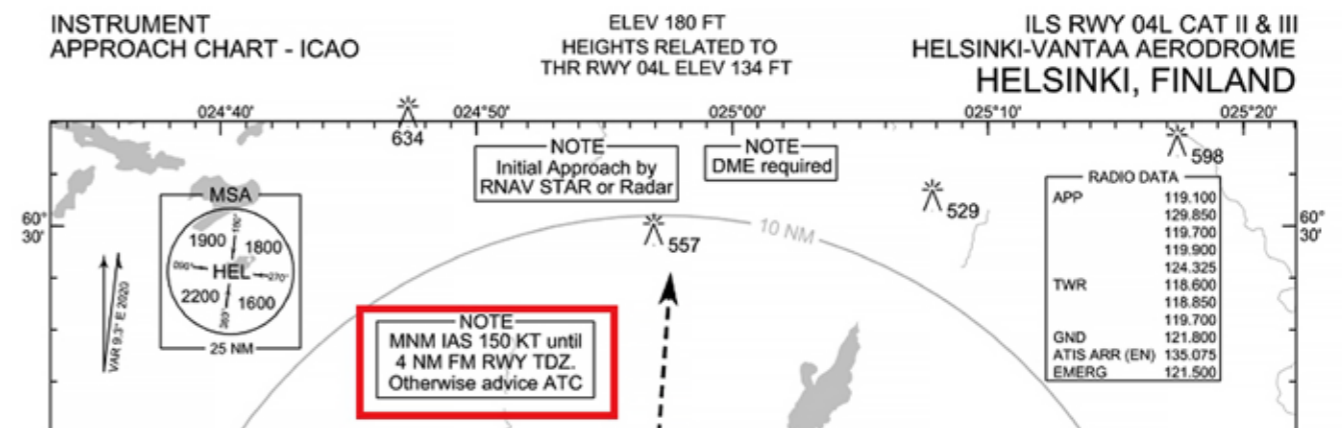 INSTRUMENT
APPROACH CHART - ICAO
ELEV 180 FT
HEIGHTS RELATED TO
THR RWY 04L ELEV 134 FT
ILS RWY 04L CAT II & III
HELSINKI-VANTAA AERODROME
HELSINKI, FINLAND
024°40'
024°50'
025°00'
025°10'
025°20'
634
NOTE
Initial Approach by
RNAV STAR or Radar
NOTE
DME required
598
529
557
10 NM
60°
30'
60°
30'
MSA
180°
1900
1800
090°
HEL
270°
2200
1600
360°
25 NM
VAR 9.3° E 2020
NOTE
MNM IAS 150 KT until
4 NM FM RWY TDZ.
Otherwise advice ATC
RADIO DATA
APP 119.100
129.850
119.700
119.900
124.325
TWR 118.600
118.850
119.700
GND 121.800
ATIS ARR (EN) 135.075
EMERG 121.500